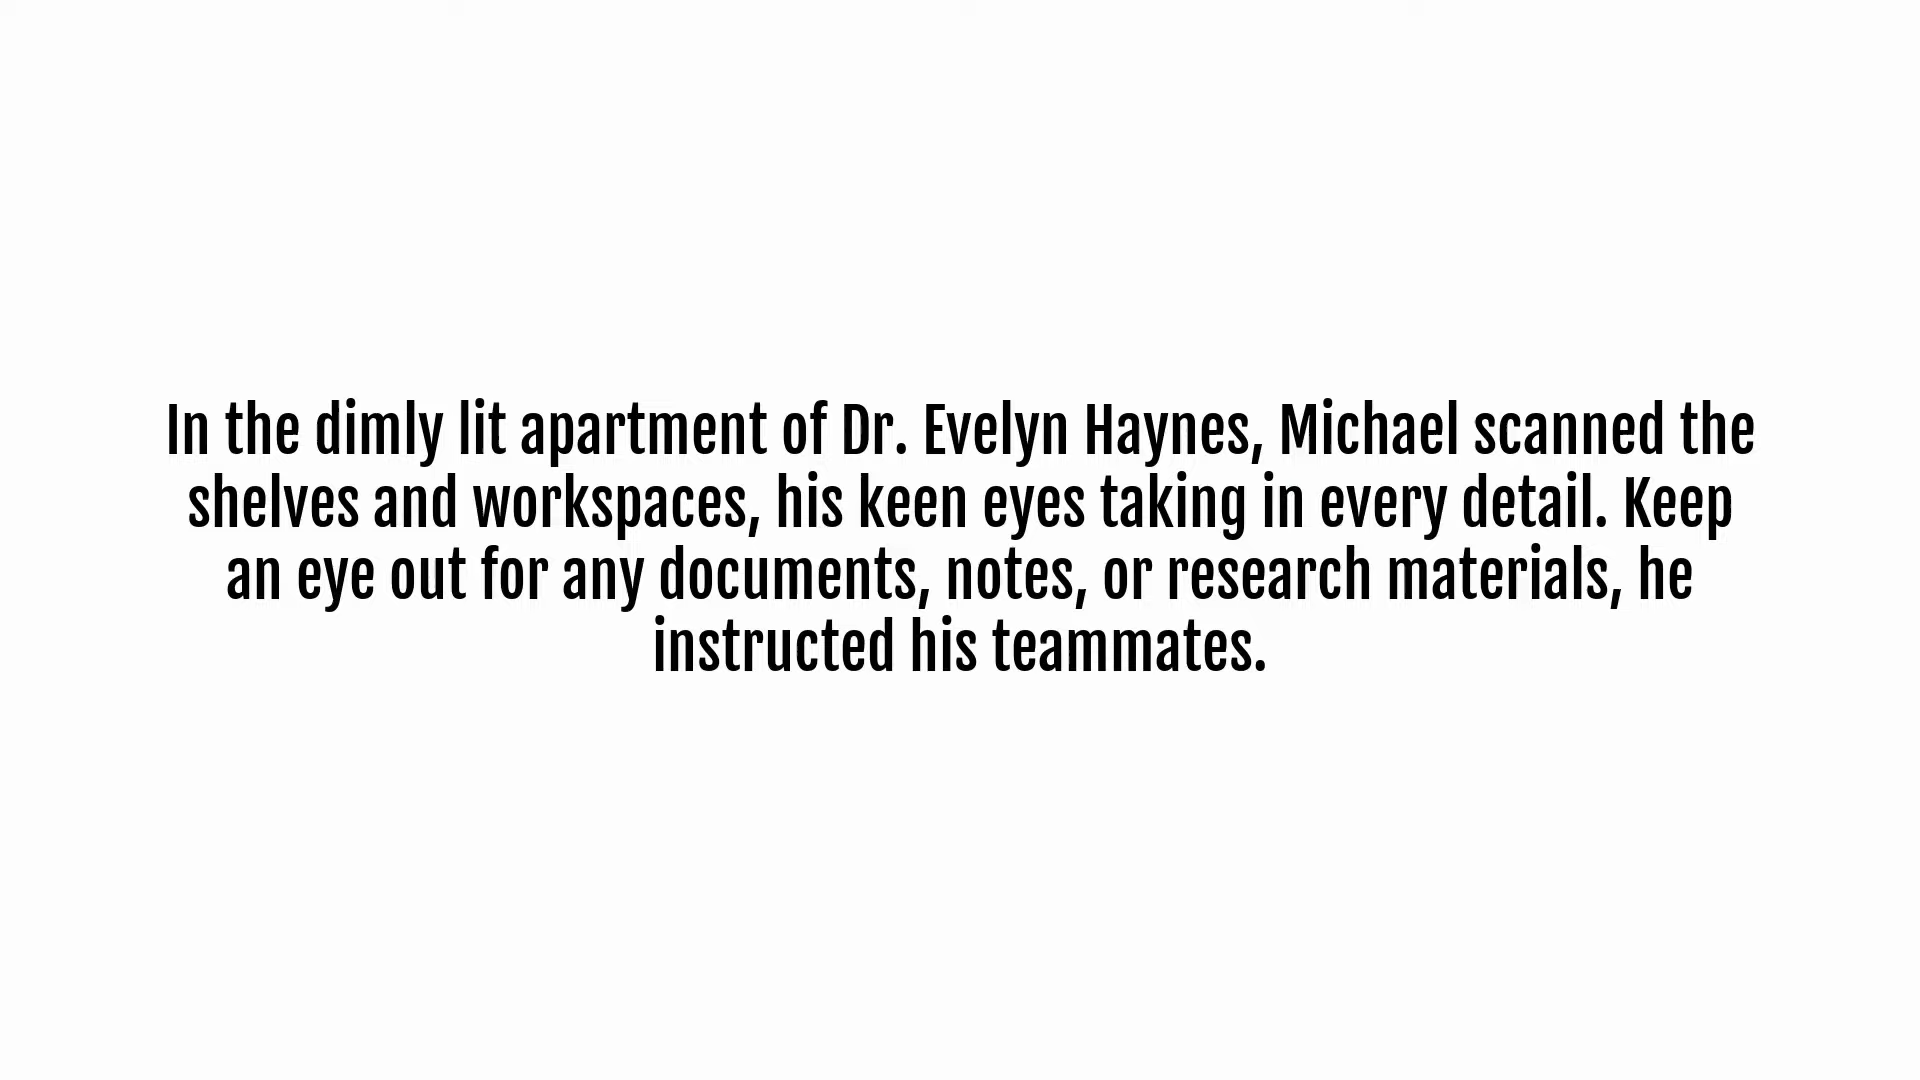 In the dimly lit apartment of Dr. Evelyn Haynes, Michael scanned the
shelves and workspaces, his keen eyes taking in every detail. Keep
an eye out for any documents, notes, or research materials, he
instructed his teammates.